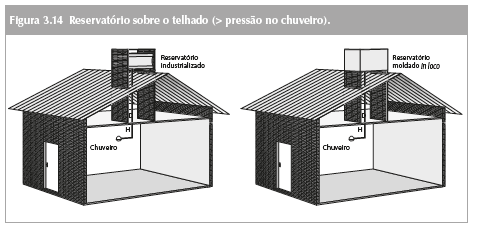 Figura 3.14 Reservatório sobre o telhado (> pressão no chuveiro).
Reservatório
industrializado
H
Chuveiro
Reservatório
moldado in loco
H
Chuveiro